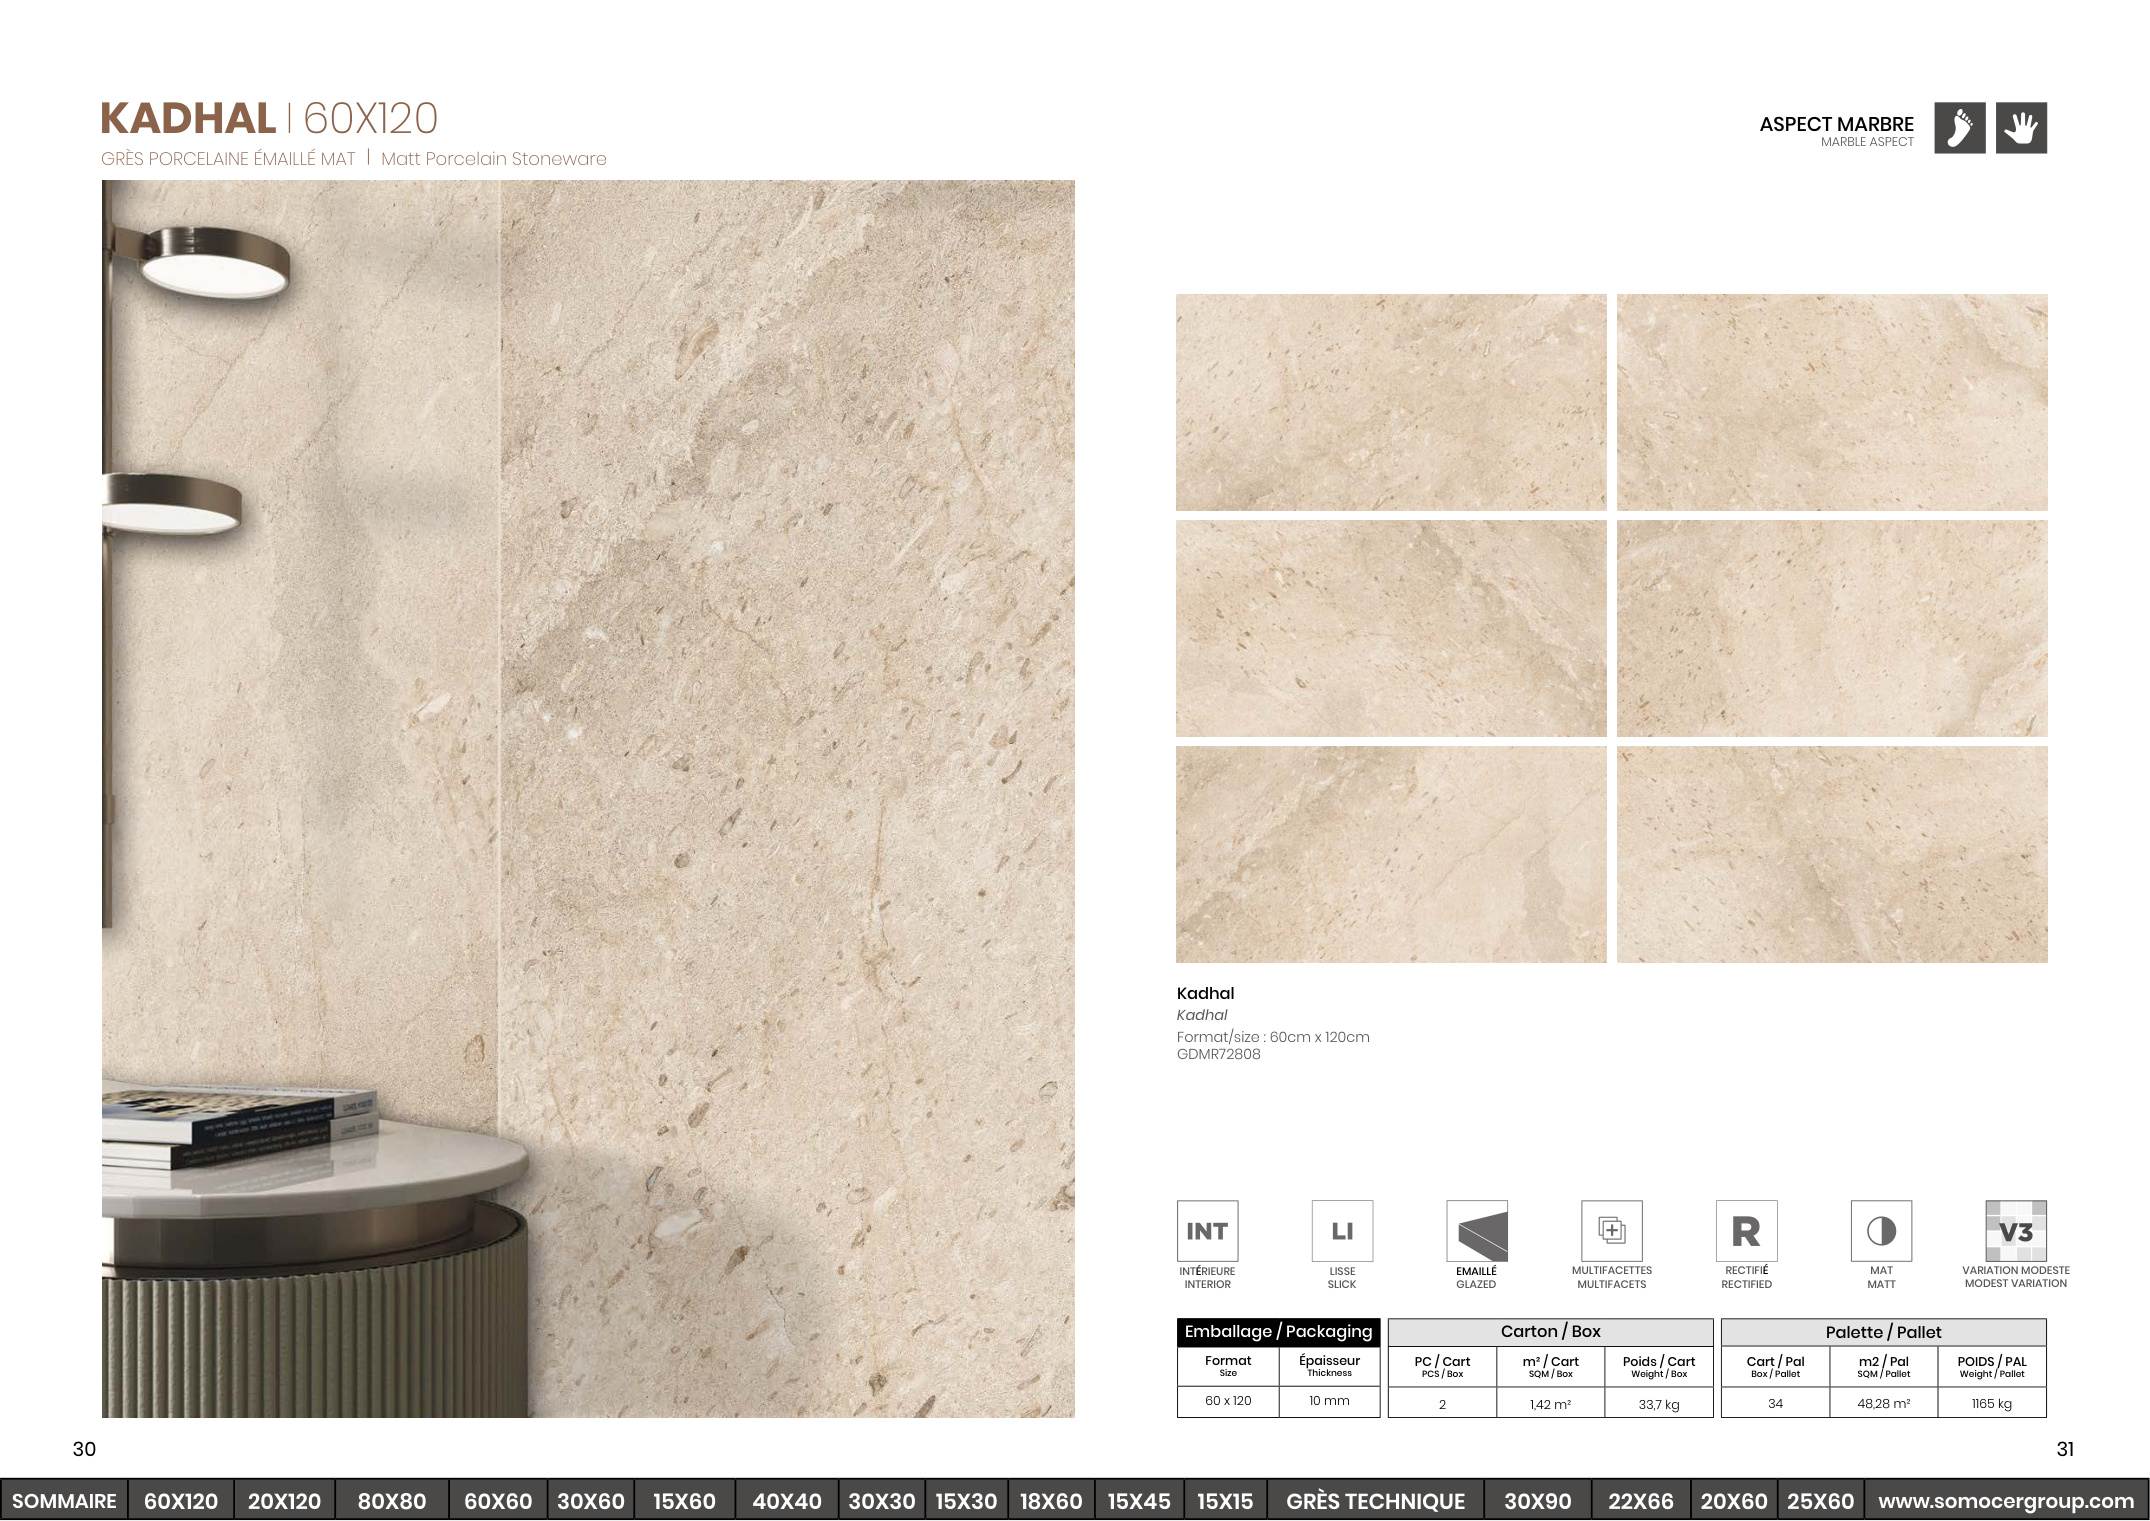 KADHAL | 60X120
GRÈS PORCELAINE ÉMAILLÉ MAT | Matt Porcelain Stoneware
ASPECT MARBRE
MARBLE ASPECT
Kadhal
Kadhal
Format/size : 60cm x 120cm
GDMR72808
INT
INTÉRIEURE
INTERIOR
LI
LISSE
SLICK
EMAILLÉ
GLAZED
MULTIFACETTES
MULTIFACETS
R
RECTIFIÉ
RECTIFIED
MAT
MATT
V3
VARIATION MODESTE
MODEST VARIATION
Emballage / Packaging
Format
Size
Épaisseur
Thickness
60 x 120
10 mm
Carton / Box
PC / Cart
PCS / Box
m² / Cart
SQM / Box
Poids / Cart
Weight / Box
2
1,42 m²
33,7 kg
Palette / Pallet
Cart / Pal
Box / Pallet
m2 / Pal
SQM / Pallet
POIDS / PAL
Weight / Pallet
34
48,28 m²
1165 kg
30
31
SOMMAIRE 60X120 20X120 80X80 60X60 30X60 15X60 40X40 30X30 15X30 18X60 15X45 15X15 GRÈS TECHNIQUE 30X90 22X66 20X60 25X60 www.somocergroup.com